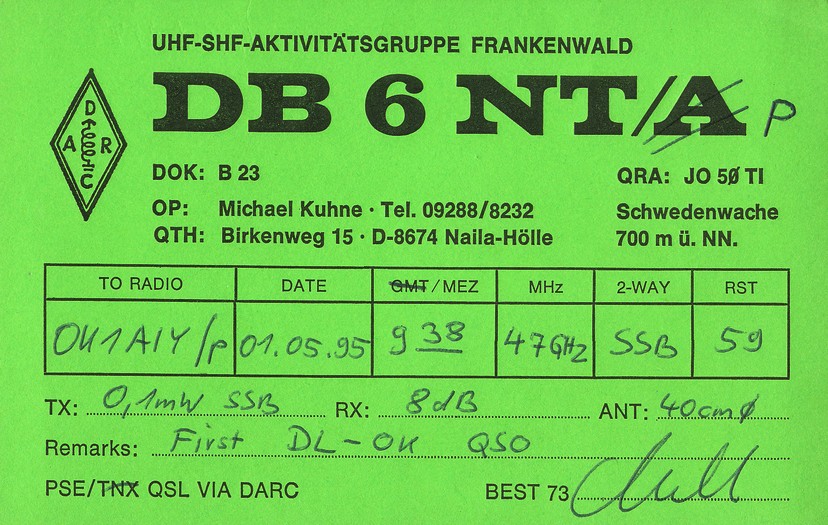 UHF-SHF-AKTIVITÄTSGRUPPE FRANKENWALD
DARC
DB 6 NT/A P
DOK: B 23
QRA: JO 5Ø TI
OP: Michael Kuhne · Tel. 09288/8232
Schwedenwache
QTH: Birkenweg 15 · D-8674 Naila-Hölle
700 m ü. NN.
TO RADIO DATE GMT/MEZ MHz 2-WAY RST
OK1AIY/p 01.05.95 9 38 47GHz SSB 59
TX: 0,1mW SSB RX: 8dB ANT: 40cmø
Remarks: First DL-OK QSO
PSE/TNX QSL VIA DARC BEST 73